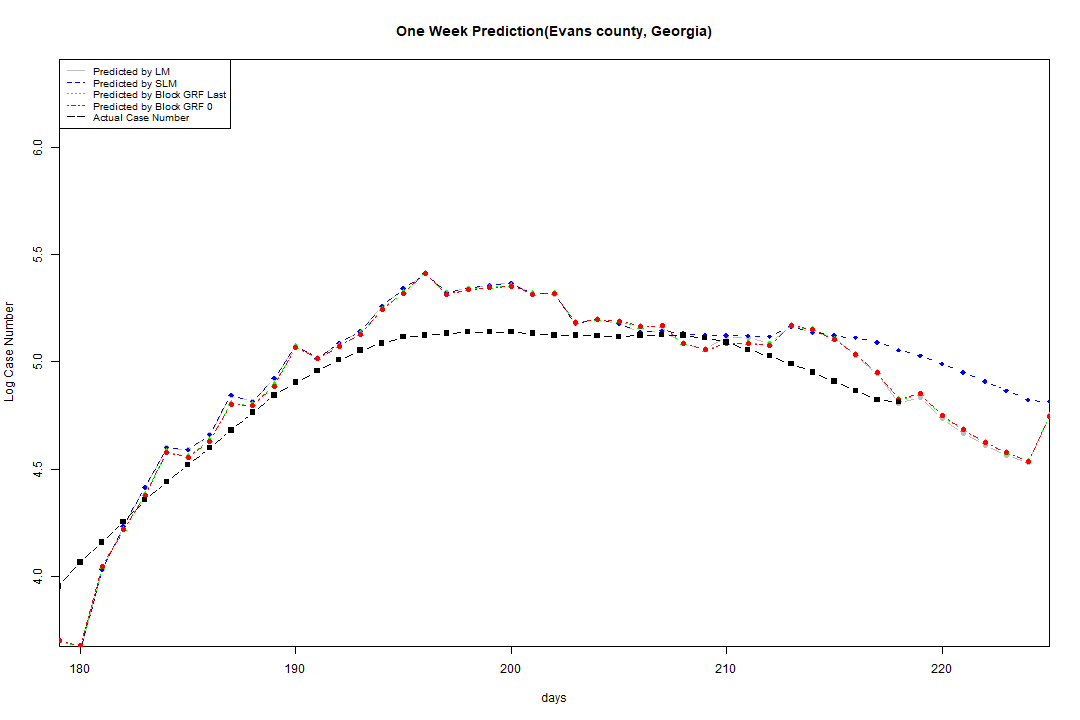 One Week Prediction(Evans county, Georgia)
Predicted by LM
Predicted by SLM
Predicted by Block GRF Last
Predicted by Block GRF 0
Actual Case Number
6.0
5.5
5.0
4.5
4.0
Log Case Number
180 190 200 210 220
days